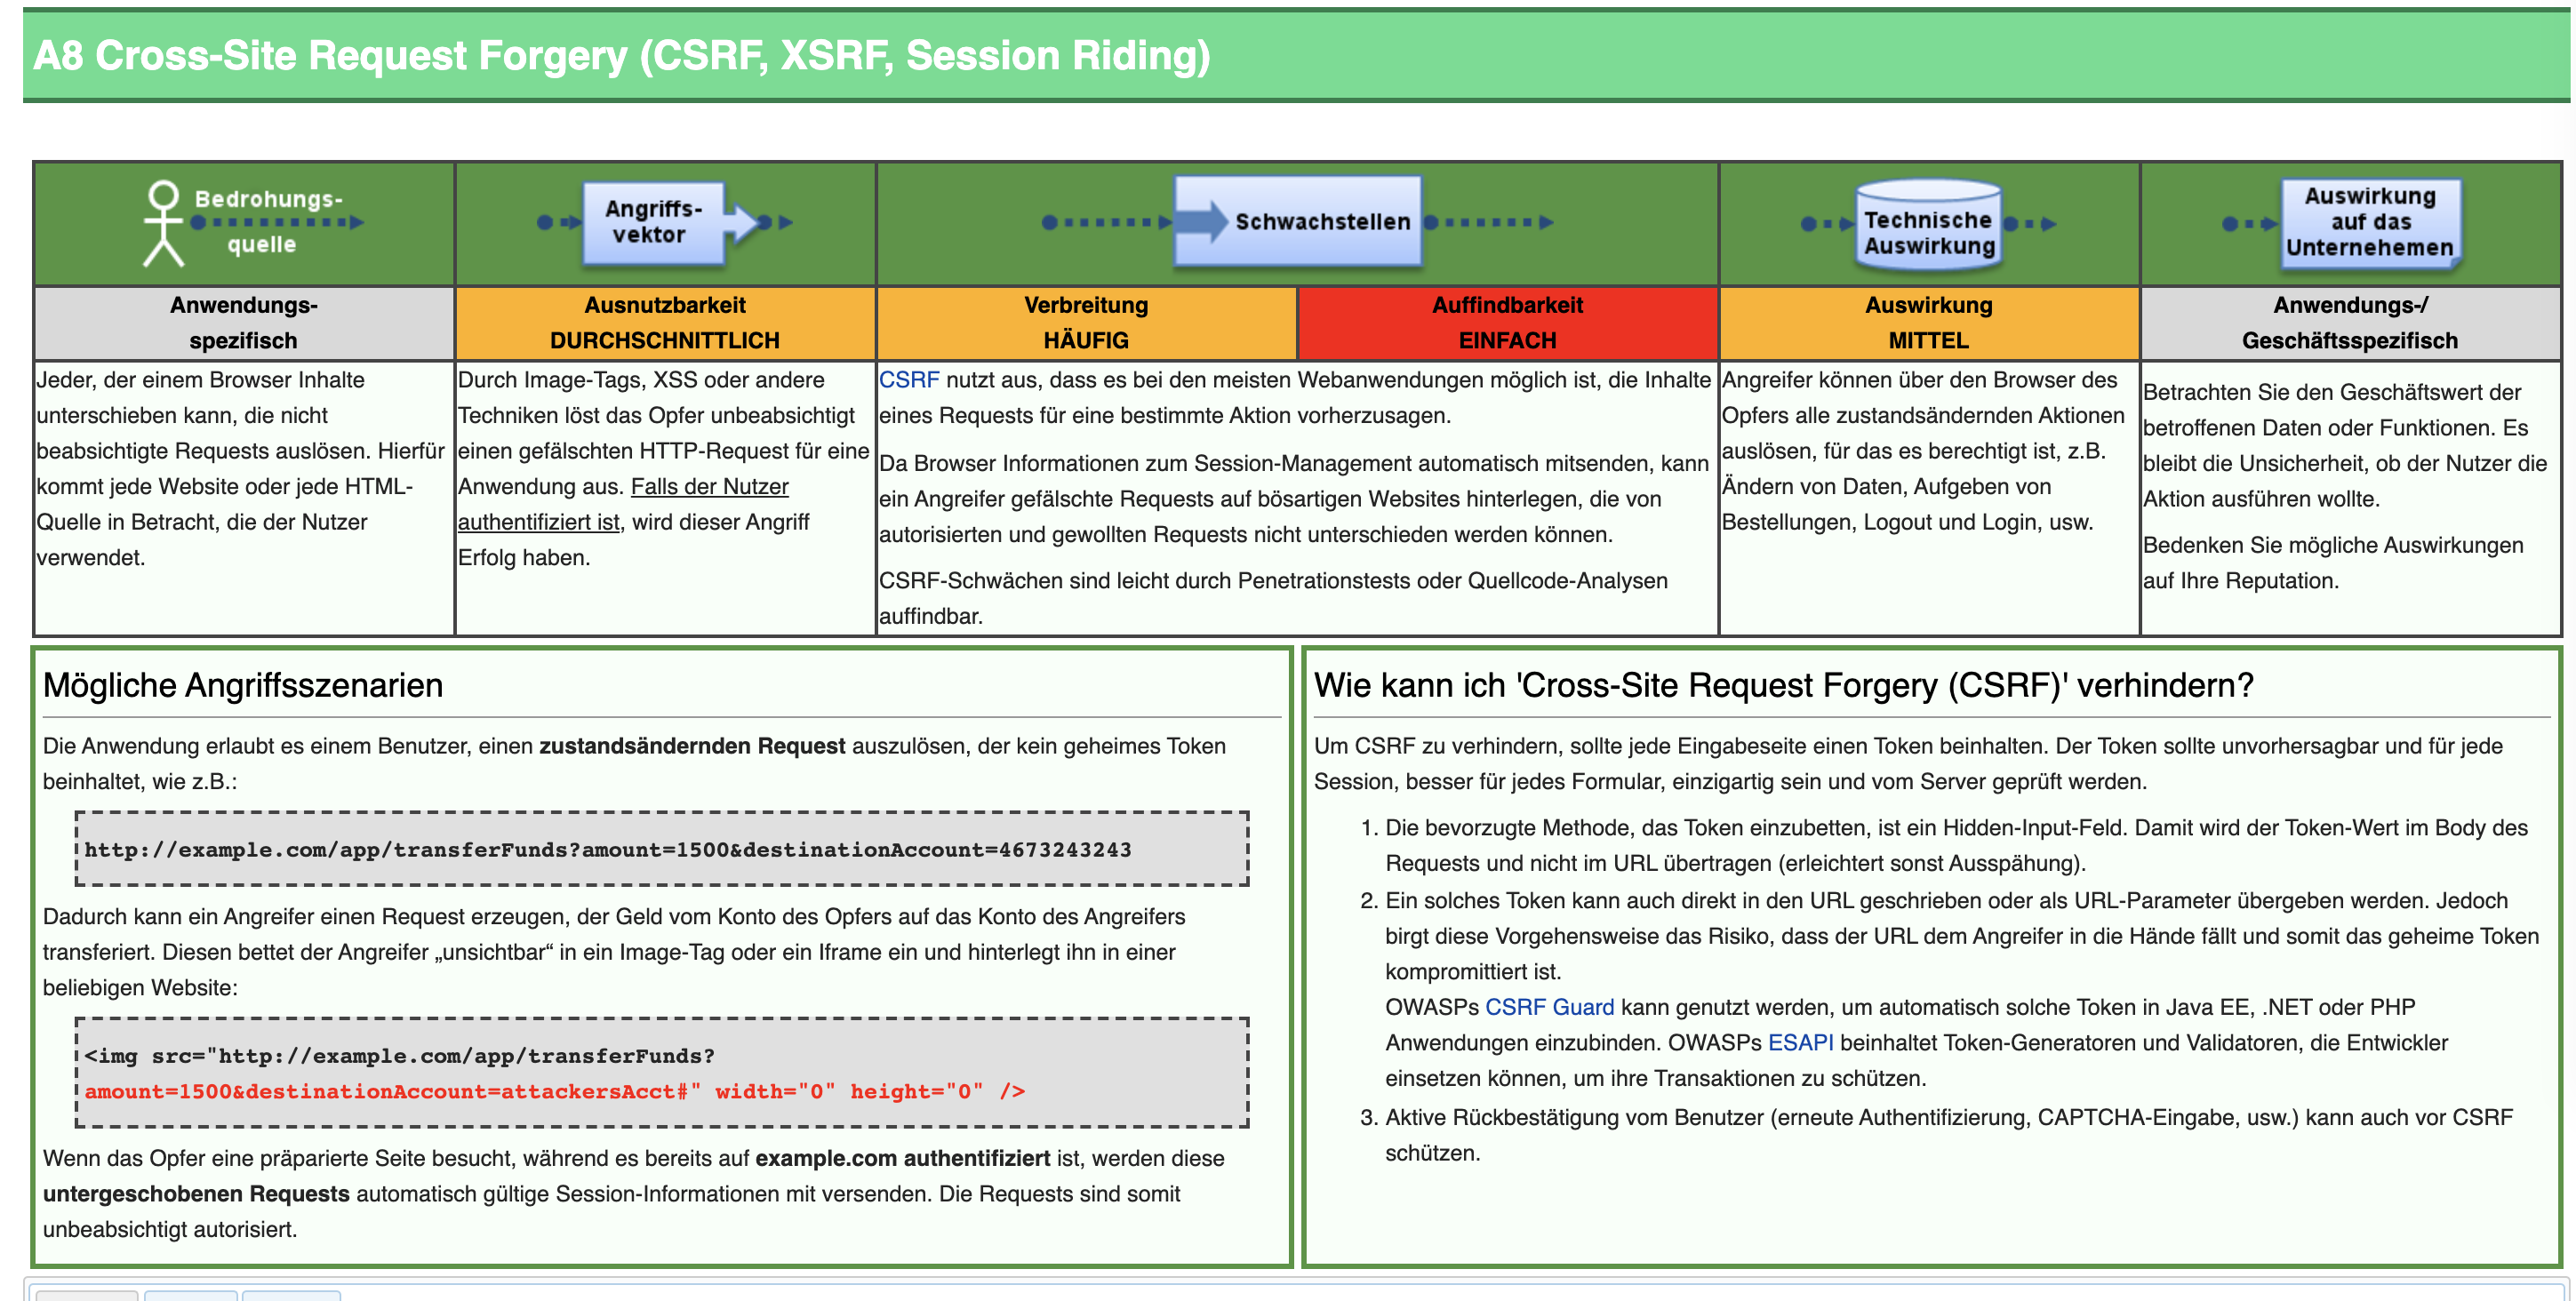 A8 Cross-Site Request Forgery (CSRF, XSRF, Session Riding)
Bedrohungs-
quelle
Angriffs-
vektor
Schwachstellen
Technische
Auswirkung
Auswirkung
auf das
Unternehemen
Anwendungs-
spezifisch
Ausnutzbarkeit
DURCHSCHNITTLICH
Verbreitung
HÄUFIG
Auffindbarkeit
EINFACH
Auswirkung
MITTEL
Anwendungs-/
Geschäftsspezifisch
Jeder, der einem Browser Inhalte
unterschieben kann, die nicht
beabsichtigte Requests auslösen. Hierfür
kommt jede Website oder jede HTML-
Quelle in Betracht, die der Nutzer
verwendet.
Durch Image-Tags, XSS oder andere
Techniken löst das Opfer unbeabsichtigt
einen gefälschten HTTP-Request für eine
Anwendung aus. Falls der Nutzer
authentifiziert ist, wird dieser Angriff
Erfolg haben.
CSRF nutzt aus, dass es bei den meisten Webanwendungen möglich ist, die Inhalte
eines Requests für eine bestimmte Aktion vorherzusagen.
Da Browser Informationen zum Session-Management automatisch mitsenden, kann
ein Angreifer gefälschte Requests auf bösartigen Websites hinterlegen, die von
autorisierten und gewollten Requests nicht unterschieden werden können.
CSRF-Schwächen sind leicht durch Penetrationstests oder Quellcode-Analysen
auffindbar.
Angreifer können über den Browser des
Opfers alle zustandsändernden Aktionen
auslösen, für das es berechtigt ist, z.B.
Ändern von Daten, Aufgeben von
Bestellungen, Logout und Login, usw.
Betrachten Sie den Geschäftswert der
betroffenen Daten oder Funktionen. Es
bleibt die Unsicherheit, ob der Nutzer die
Aktion ausführen wollte.
Bedenken Sie mögliche Auswirkungen
auf Ihre Reputation.
Mögliche Angriffsszenarien
Die Anwendung erlaubt es einem Benutzer, einen zustandsändernden Request auszulösen, der kein geheimes Token
beinhaltet, wie z.B.:
http://example.com/app/transferFunds?amount=1500&destinationAccount=4673243243
Dadurch kann ein Angreifer einen Request erzeugen, der Geld vom Konto des Opfers auf das Konto des Angreifers
transferiert. Diesen bettet der Angreifer „unsichtbar“ in ein Image-Tag oder ein Iframe ein und hinterlegt ihn in einer
beliebigen Website:
<img src="http://example.com/app/transferFunds?
amount=1500&destinationAccount=attackersAcct#" width="0" height="0" />
Wenn das Opfer eine präparierte Seite besucht, während es bereits auf example.com authentifiziert ist, werden diese
untergeschobenen Requests automatisch gültige Session-Informationen mit versenden. Die Requests sind somit
unbeabsichtigt autorisiert.
Wie kann ich 'Cross-Site Request Forgery (CSRF)' verhindern?
Um CSRF zu verhindern, sollte jede Eingabeseite einen Token beinhalten. Der Token sollte unvorhersagbar und für jede
Session, besser für jedes Formular, einzigartig sein und vom Server geprüft werden.
1. Die bevorzugte Methode, das Token einzubetten, ist ein Hidden-Input-Feld. Damit wird der Token-Wert im Body des
Requests und nicht im URL übertragen (erleichtert sonst Ausspähung).
2. Ein solches Token kann auch direkt in den URL geschrieben oder als URL-Parameter übergeben werden. Jedoch
birgt diese Vorgehensweise das Risiko, dass der URL dem Angreifer in die Hände fällt und somit das geheime Token
kompromittiert ist.
OWASPs CSRF Guard kann genutzt werden, um automatisch solche Token in Java EE, .NET oder PHP
Anwendungen einzubinden. OWASPs ESAPI beinhaltet Token-Generatoren und Validatoren, die Entwickler
einsetzen können, um ihre Transaktionen zu schützen.
3. Aktive Rückbestätigung vom Benutzer (erneute Authentifizierung, CAPTCHA-Eingabe, usw.) kann auch vor CSRF
schützen.